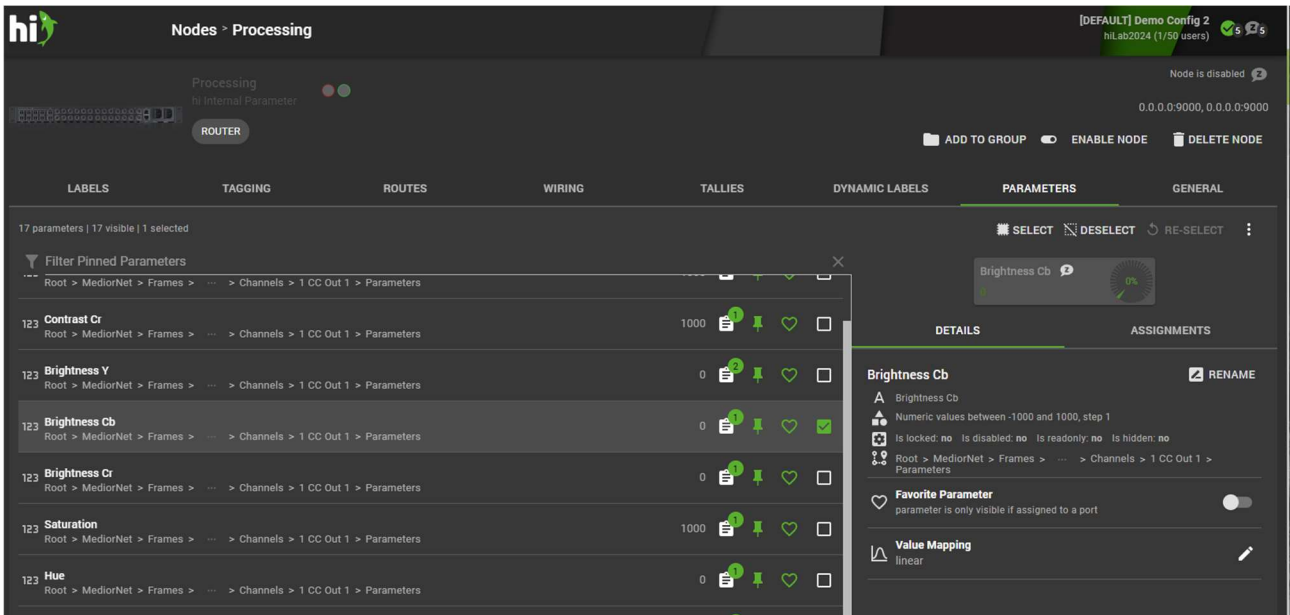 hi
Nodes > Processing
[DEFAULT] Demo Config 2
hiLab2024 (1/50 users)
5 5
Processing
hi Internal Parameter
ROUTER
Node is disabled
0.0.0.0:9000, 0.0.0.0:9000
ADD TO GROUP ENABLE NODE DELETE NODE
LABELS TAGGING ROUTES WIRING TALLIES DYNAMIC LABELS PARAMETERS GENERAL
17 parameters | 17 visible | 1 selected
SELECT DESELECT RE-SELECT
Filter Pinned Parameters
Root > MediorNet > Frames > ... > Channels > 1 CC Out 1 > Parameters
123 Contrast Cr
Root > MediorNet > Frames > ... > Channels > 1 CC Out 1 > Parameters
1000 1
123 Brightness Y
Root > MediorNet > Frames > ... > Channels > 1 CC Out 1 > Parameters
0 2
123 Brightness Cb
Root > MediorNet > Frames > ... > Channels > 1 CC Out 1 > Parameters
0 1
123 Brightness Cr
Root > MediorNet > Frames > ... > Channels > 1 CC Out 1 > Parameters
0 1
123 Saturation
Root > MediorNet > Frames > ... > Channels > 1 CC Out 1 > Parameters
1000 1
123 Hue
Root > MediorNet > Frames > ... > Channels > 1 CC Out 1 > Parameters
0 1
Brightness Cb
0
0%
DETAILS ASSIGNMENTS
Brightness Cb
RENAME
A Brightness Cb
Numeric values between -1000 and 1000, step 1
Is locked: no Is disabled: no Is readonly: no Is hidden: no
Root > MediorNet > Frames > ... > Channels > 1 CC Out 1 >
Parameters
Favorite Parameter
parameter is only visible if assigned to a port
Value Mapping
linear